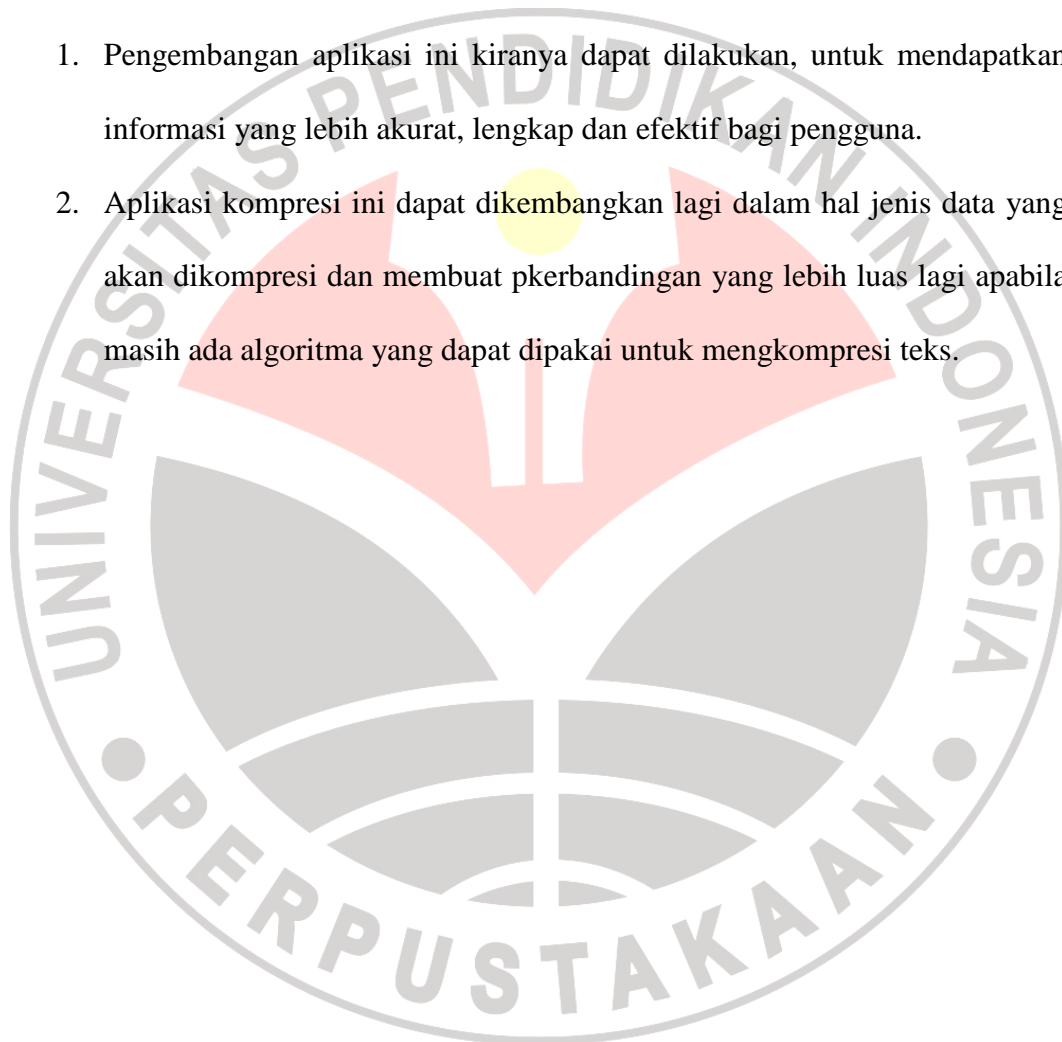 1. Pengembangan aplikasi ini kiranya dapat dilakukan, untuk mendapatkan
informasi yang lebih akurat, lengkap dan efektif bagi pengguna.
2. Aplikasi kompresi ini dapat dikembangkan lagi dalam hal jenis data yang
akan dikompresi dan membuat pkerbandingan yang lebih luas lagi apabila
masih ada algoritma yang dapat dipakai untuk mengkompresi teks.
UNIVERSITAS PENDIDIKAN INDONESIA
PERPUSTAKAAN